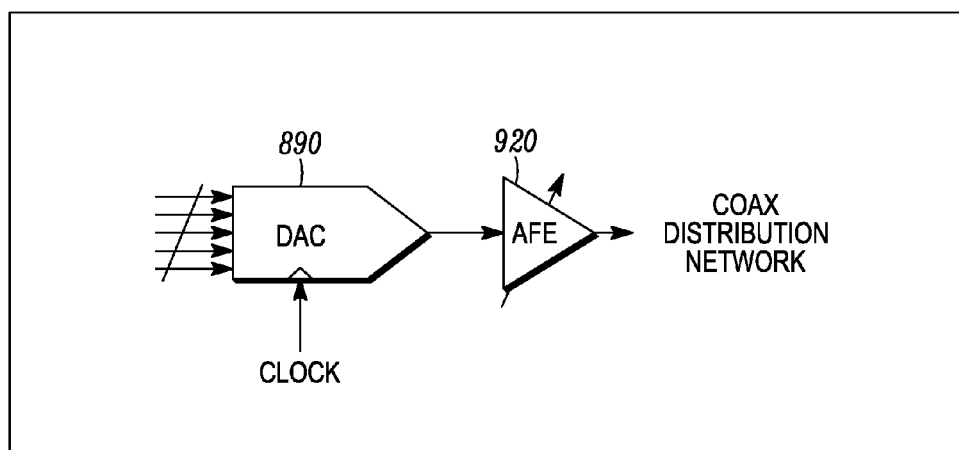 890
920
DAC
AFE
COAX
DISTRIBUTION
NETWORK
CLOCK